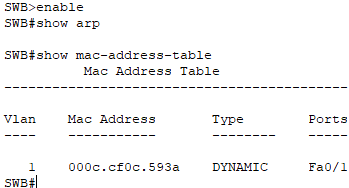 SWB>enable
SWB#show arp
SWB#show mac-address-table
Mac Address Table
-------------------------------------------
Vlan    Mac Address       Type        Ports
----    -----------       --------    -----
1    000c.cf0c.593a    DYNAMIC     Fa0/1
SWB#